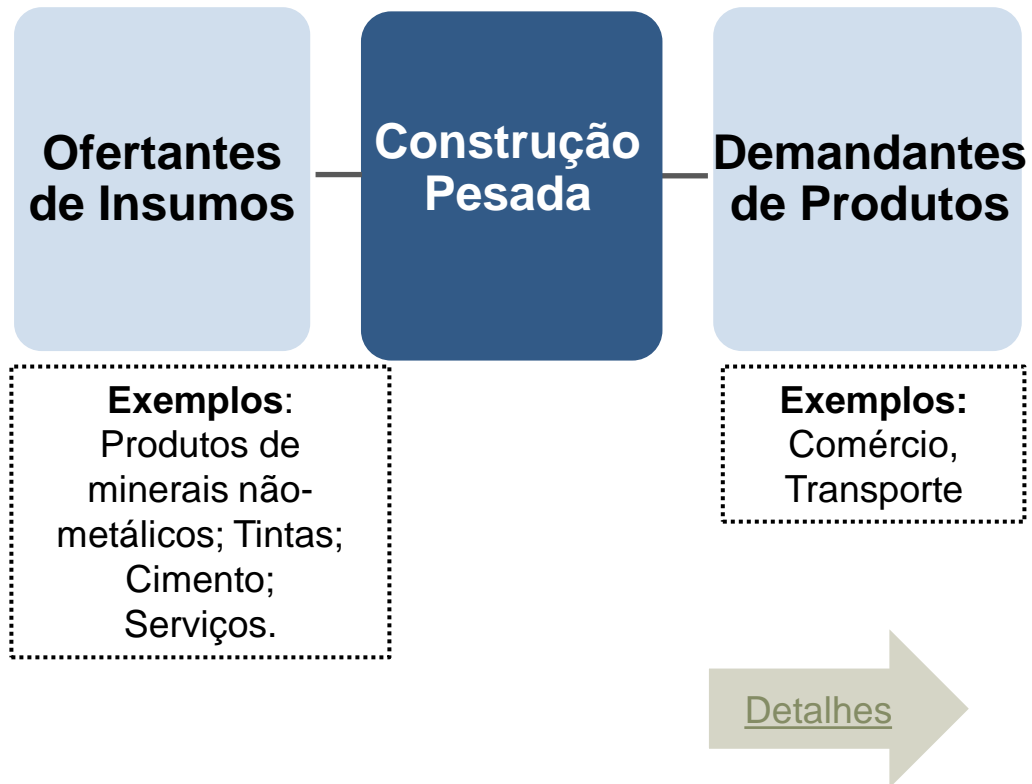 Ofertantes
de Insumos
Construção
Pesada
Demandantes
de Produtos
Exemplos:
Produtos de
minerais não-
metálicos; Tintas;
Cimento;
Serviços.
Exemplos:
Comércio,
Transporte
Detalhes